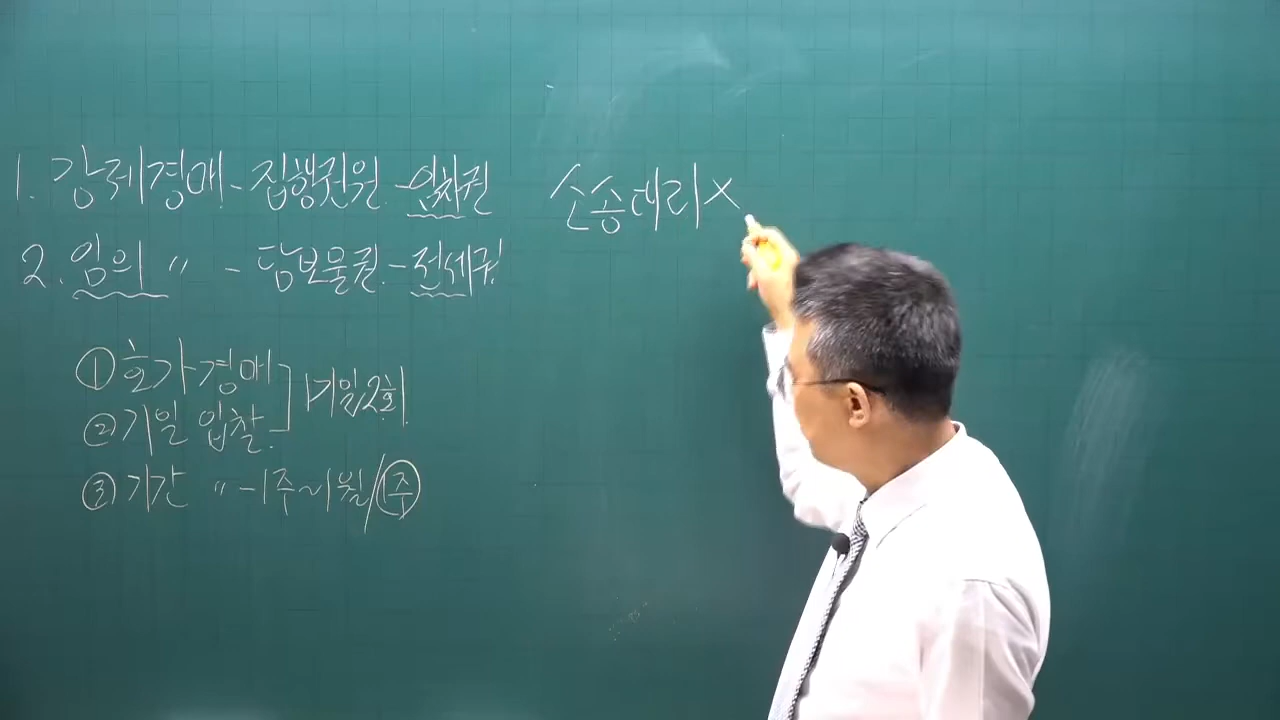 1. 강제경매 - 집행권원 - 임차권
2. 임의 〃 - 담보물권 - 전세권
① 호가경매
② 기일입찰
1기일 2회
③ 기간 〃 - 1주~1월/1주
소송대리 ×